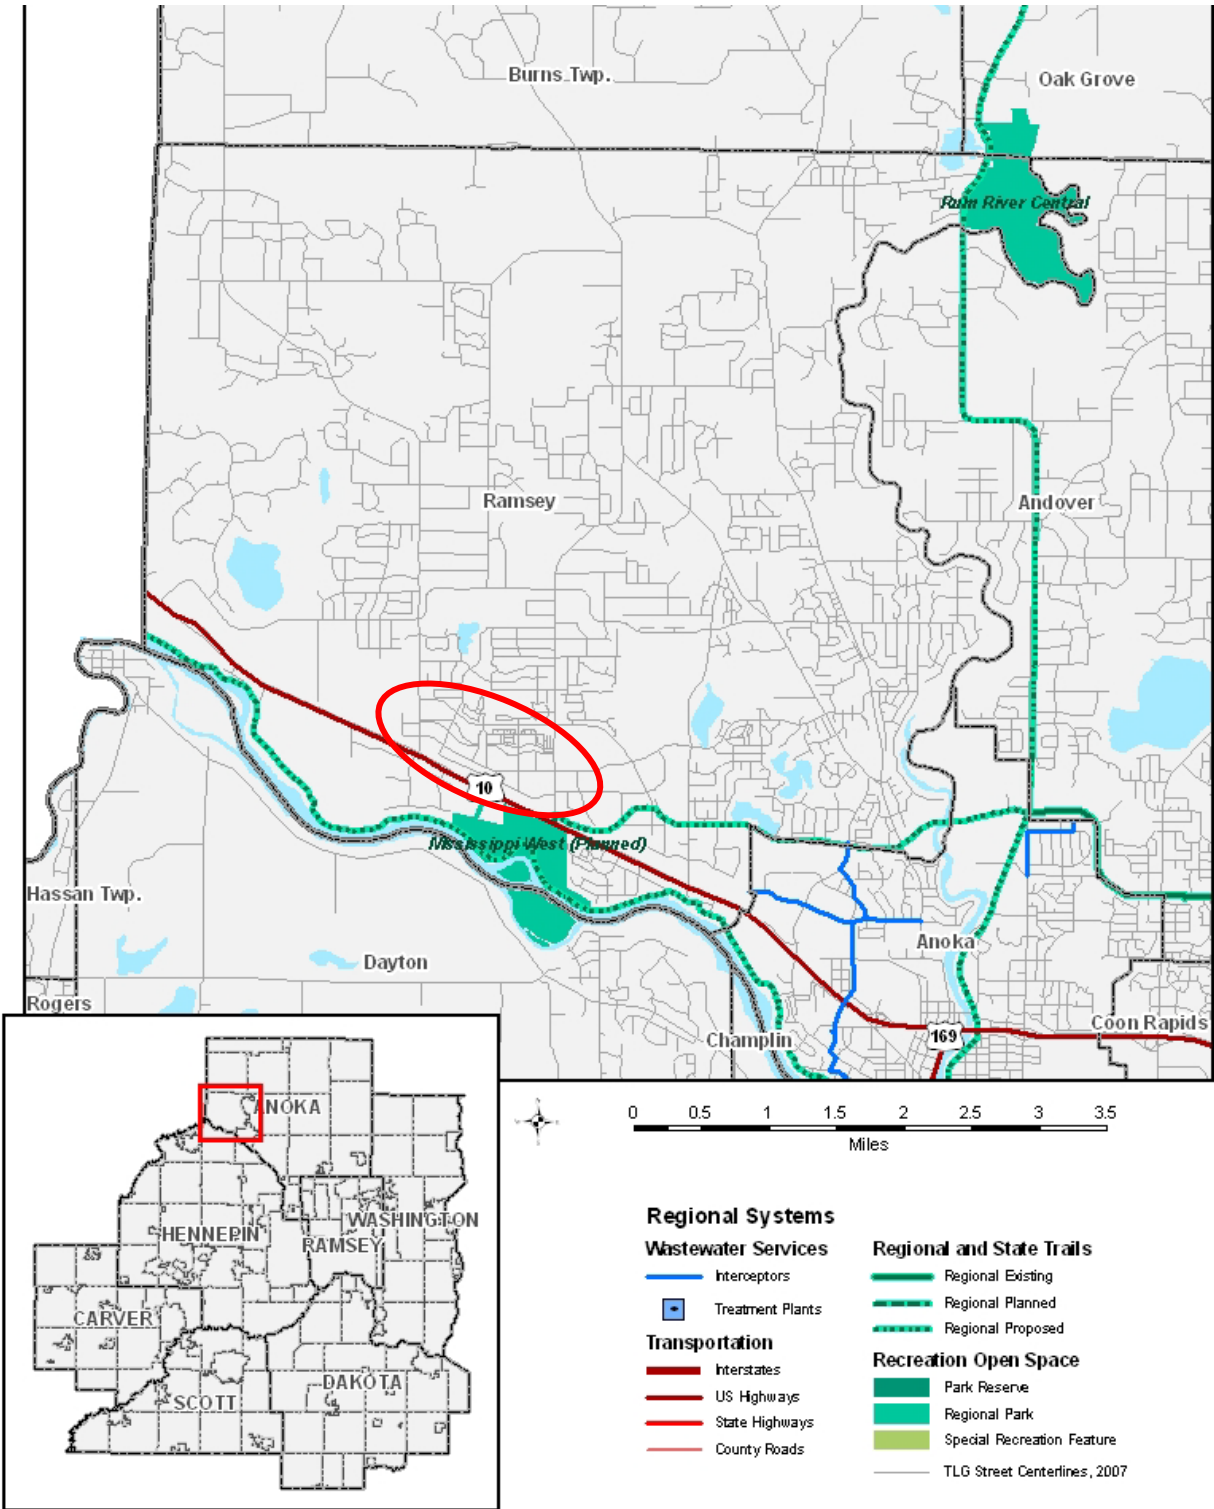 Burns Twp.
Oak Grove
Rum River Central
Ramsey
Andover
10
Mississippi West (Planned)
Hassan Twp.
Anoka
Dayton
Rogers
Champlin
Coon Rapids
169
ANOKA
HENNEPIN
WASHINGTON
RAMSEY
CARVER
SCOTT
DAKOTA
0 0.5 1 1.5 2 2.5 3 3.5
Miles
Regional Systems
Wastewater Services
Interceptors
Treatment Plants
Transportation
Interstates
US Highways
State Highways
County Roads
Regional and State Trails
Regional Existing
Regional Planned
Regional Proposed
Recreation Open Space
Park Reserve
Regional Park
Special Recreation Feature
TLG Street Centerlines, 2007